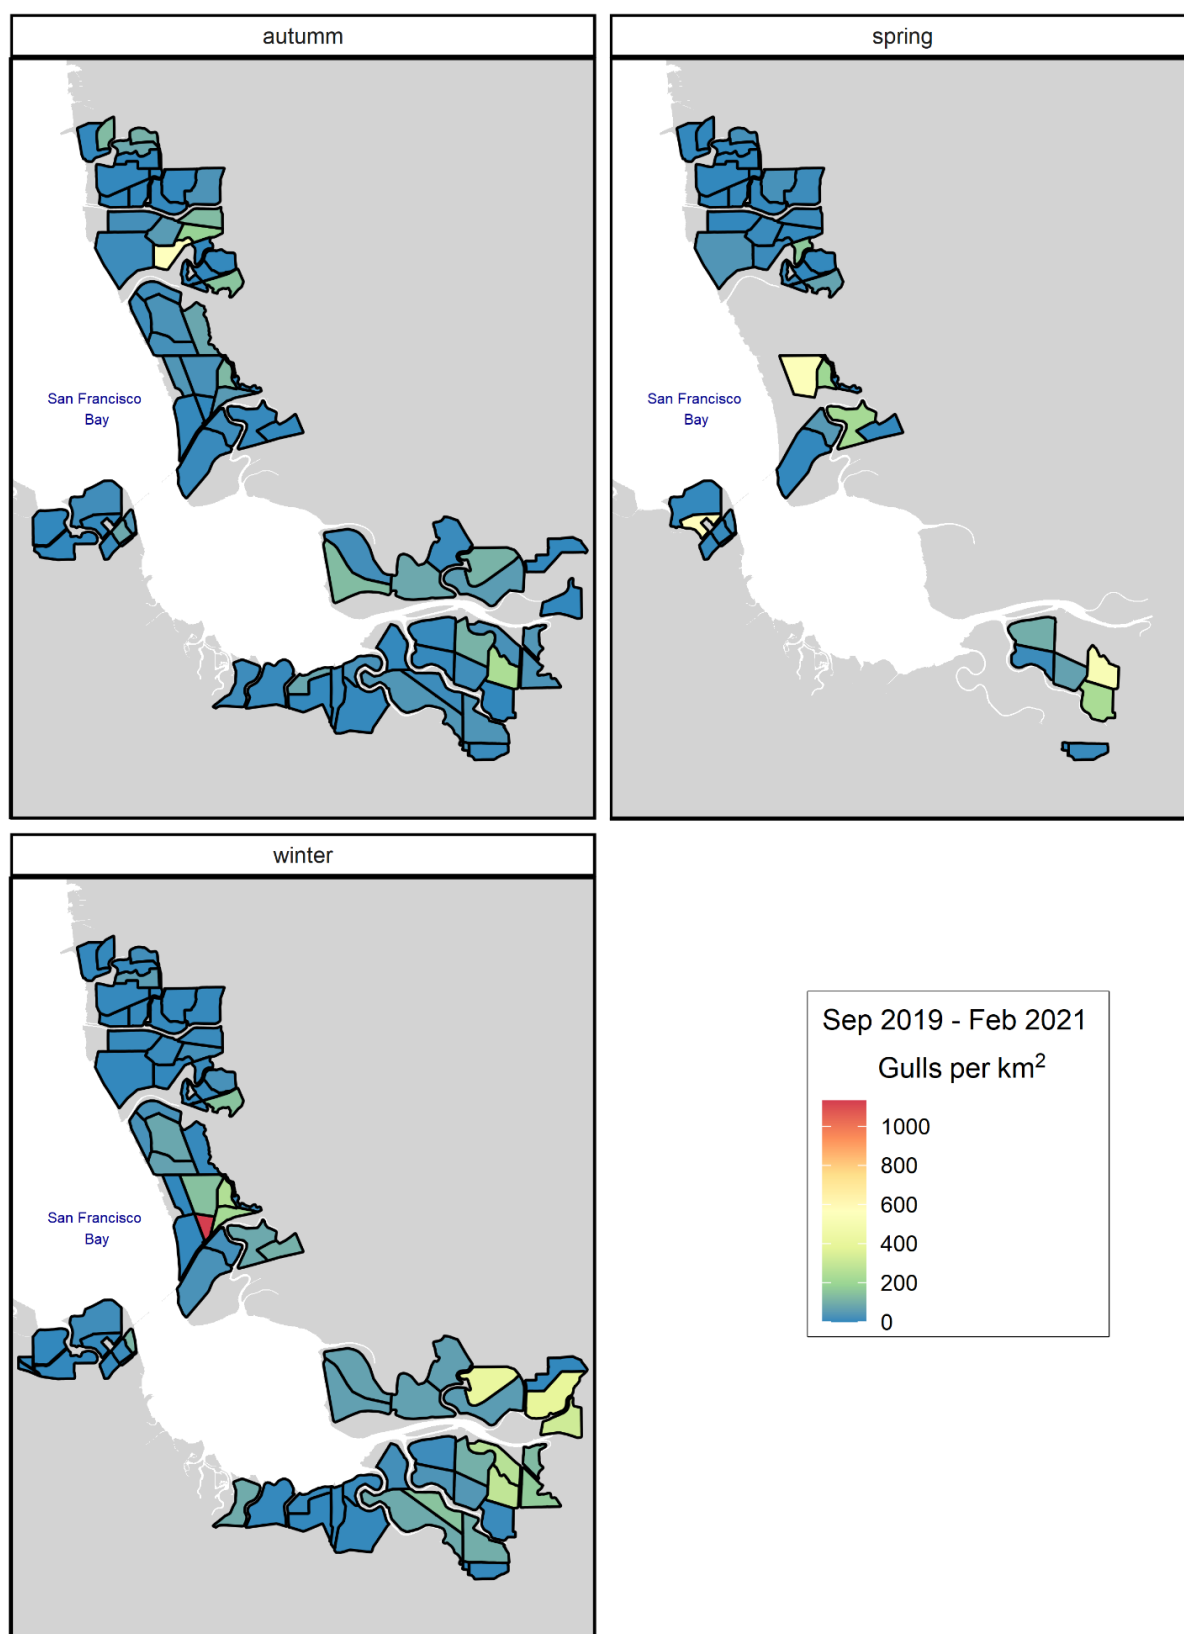 autumm
spring
San Francisco
Bay
San Francisco
Bay
winter
San Francisco
Bay
Sep 2019 - Feb 2021
Gulls per km²
1000
800
600
400
200
0